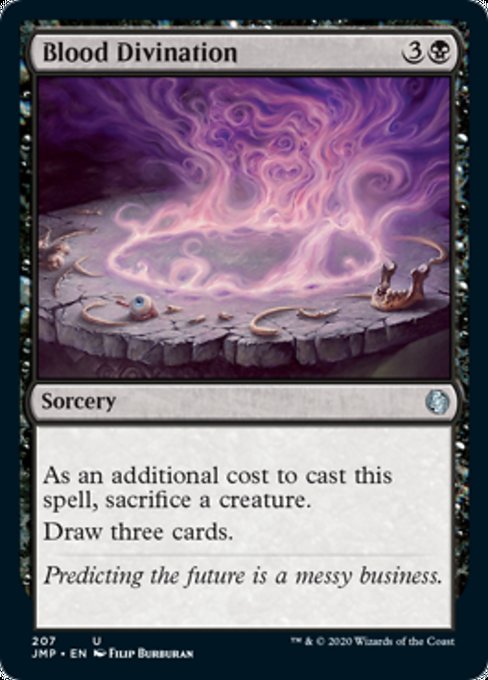 Blood Divination 3
Sorcery
As an additional cost to cast this
spell, sacrifice a creature.
Draw three cards.
Predicting the future is a messy business.
207 U
JMP • EN Filip Burburan
™ & © 2020 Wizards of the Coast